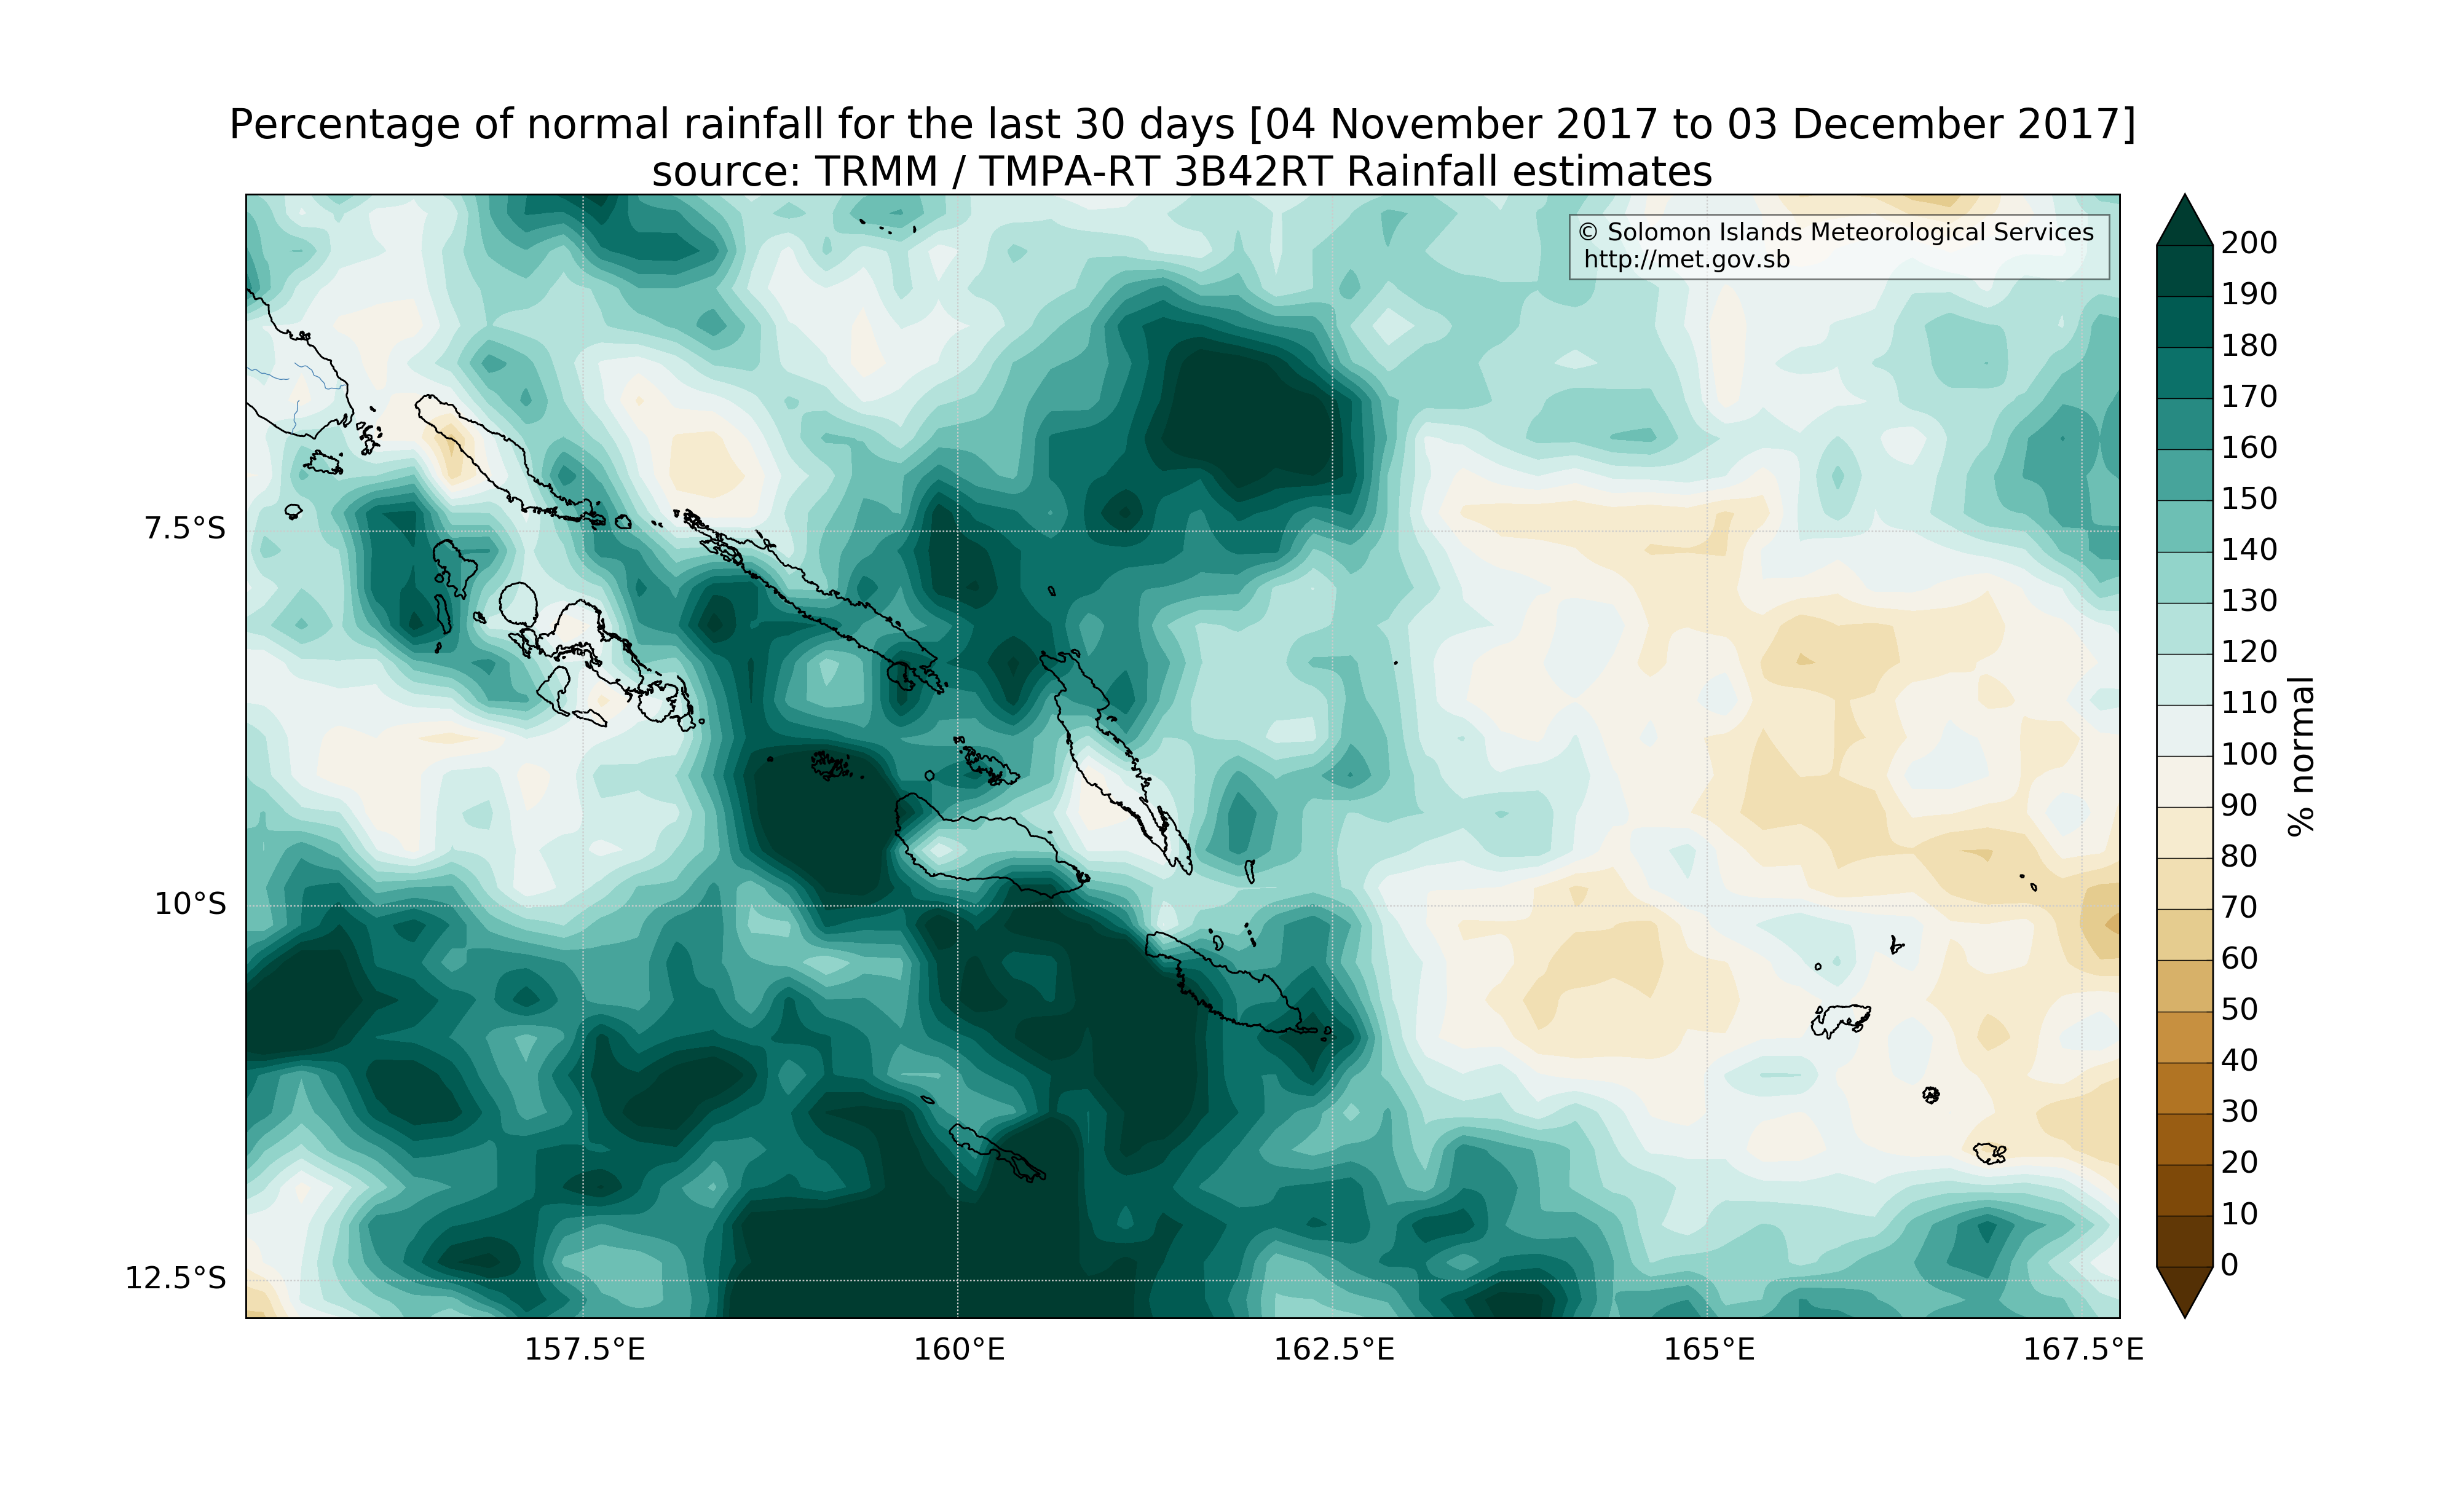 Percentage of normal rainfall for the last 30 days [04 November 2017 to 03 December 2017]
source: TRMM / TMPA-RT 3B42RT Rainfall estimates
© Solomon Islands Meteorological Services
http://met.gov.sb
7.5°S
10°S
12.5°S
157.5°E
160°E
162.5°E
165°E
167.5°E
200
190
180
170
160
150
140
130
120
110
100
90
80
70
60
50
40
30
20
10
0
% normal